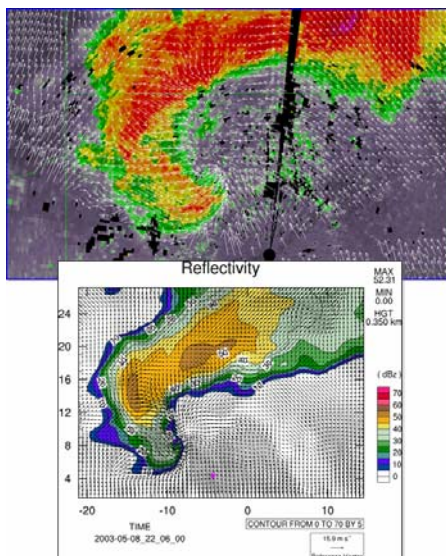 Reflectivity
MAX
52.31
MIN
0.00
HGT
0.350 km
24
20
16
12
8
4
( dBz )
70
60
50
40
30
20
10
0
-20 -10 0 10
TIME
2003-05-08_22_06_00
CONTOUR FROM 0 TO 70 BY 5
15.9 m s⁻¹